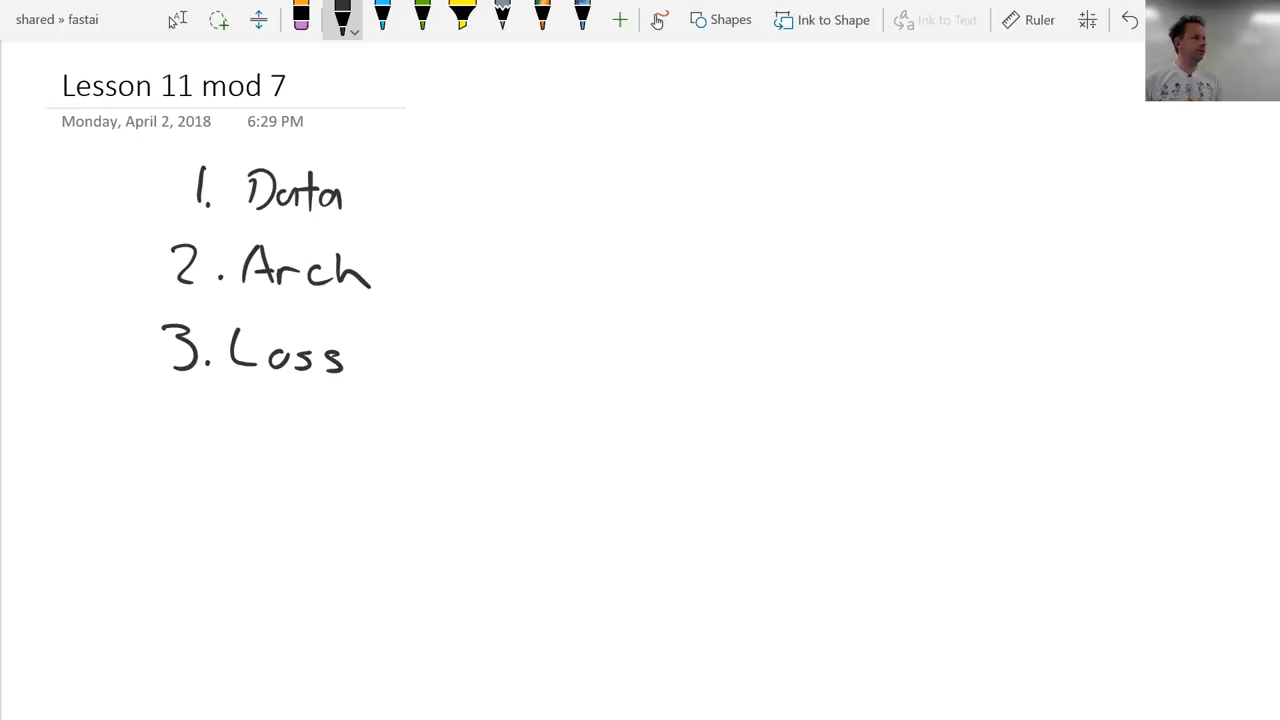 shared » fastai
Shapes
Ink to Shape
Ink to Text
Ruler
Lesson 11 mod 7
Monday, April 2, 2018 6:29 PM
1. Data
2. Arch
3. Loss